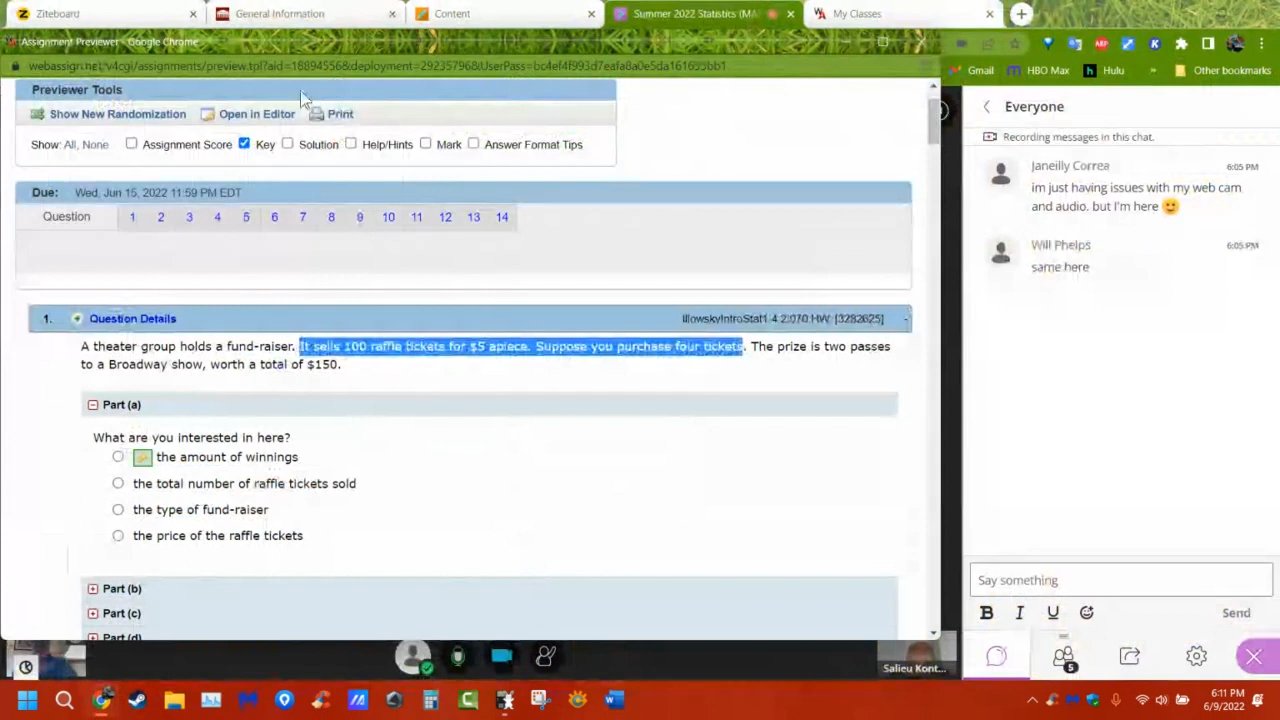 Ziteboard
General Information
Content
Summer 2022 Statistics (MA
My Classes
Assignment Previewer - Google Chrome
Gmail
HBO Max
Hulu
Other bookmarks
Previewer Tools
Show New Randomization
Open in Editor
Print
Show: All, None
Assignment Score
Key
Solution
Help/Hints
Mark
Answer Format Tips
Due: Wed, Jun 15, 2022 11:59 PM EDT
Question 1 2 3 4 5 6 7 8 9 10 11 12 13 14
1. Question Details
A theater group holds a fund-raiser. It sells 100 raffle tickets for $5 apiece. Suppose you purchase four tickets. The prize is two passes
to a Broadway show, worth a total of $150.
Part (a)
What are you interested in here?
the amount of winnings
the total number of raffle tickets sold
the type of fund-raiser
the price of the raffle tickets
Part (b)
Part (c)
Part (d)
Everyone
Recording messages in this chat.
Janeilly Correa 6:05 PM
im just having issues with my web cam
and audio. but I'm here
Will Phelps 6:05 PM
same here
Say something
B I U
Send
5
Salieu Kont...
6:11 PM
6/9/2022